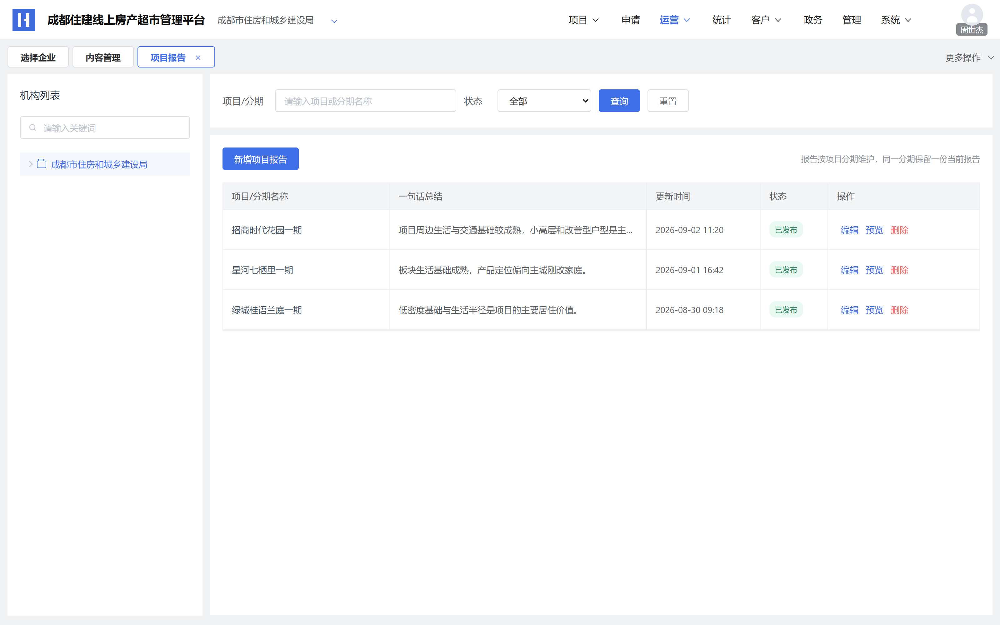 成都住建线上房产超市管理平台 成都市住房和城乡建设局 项目 申请 运营 统计 客户 政务 管理 系统 周世杰
选择企业 内容管理 项目报告 × 更多操作
机构列表
请输入关键词
成都市住房和城乡建设局
项目/分期 请输入项目或分期名称 状态 全部 查询 重置
新增项目报告 报告按项目分期维护，同一分期保留一份当前报告
项目/分期名称 一句话总结 更新时间 状态 操作
招商时代花园一期 项目周边生活与交通基础较成熟，小高层和改善型户型是主... 2026-09-02 11:20 已发布 编辑 预览 删除
星河七栖里一期 板块生活基础成熟，产品定位偏向主城刚改家庭。 2026-09-01 16:42 已发布 编辑 预览 删除
绿城桂语兰庭一期 低密度基础与生活半径是项目的主要居住价值。 2026-08-30 09:18 已发布 编辑 预览 删除